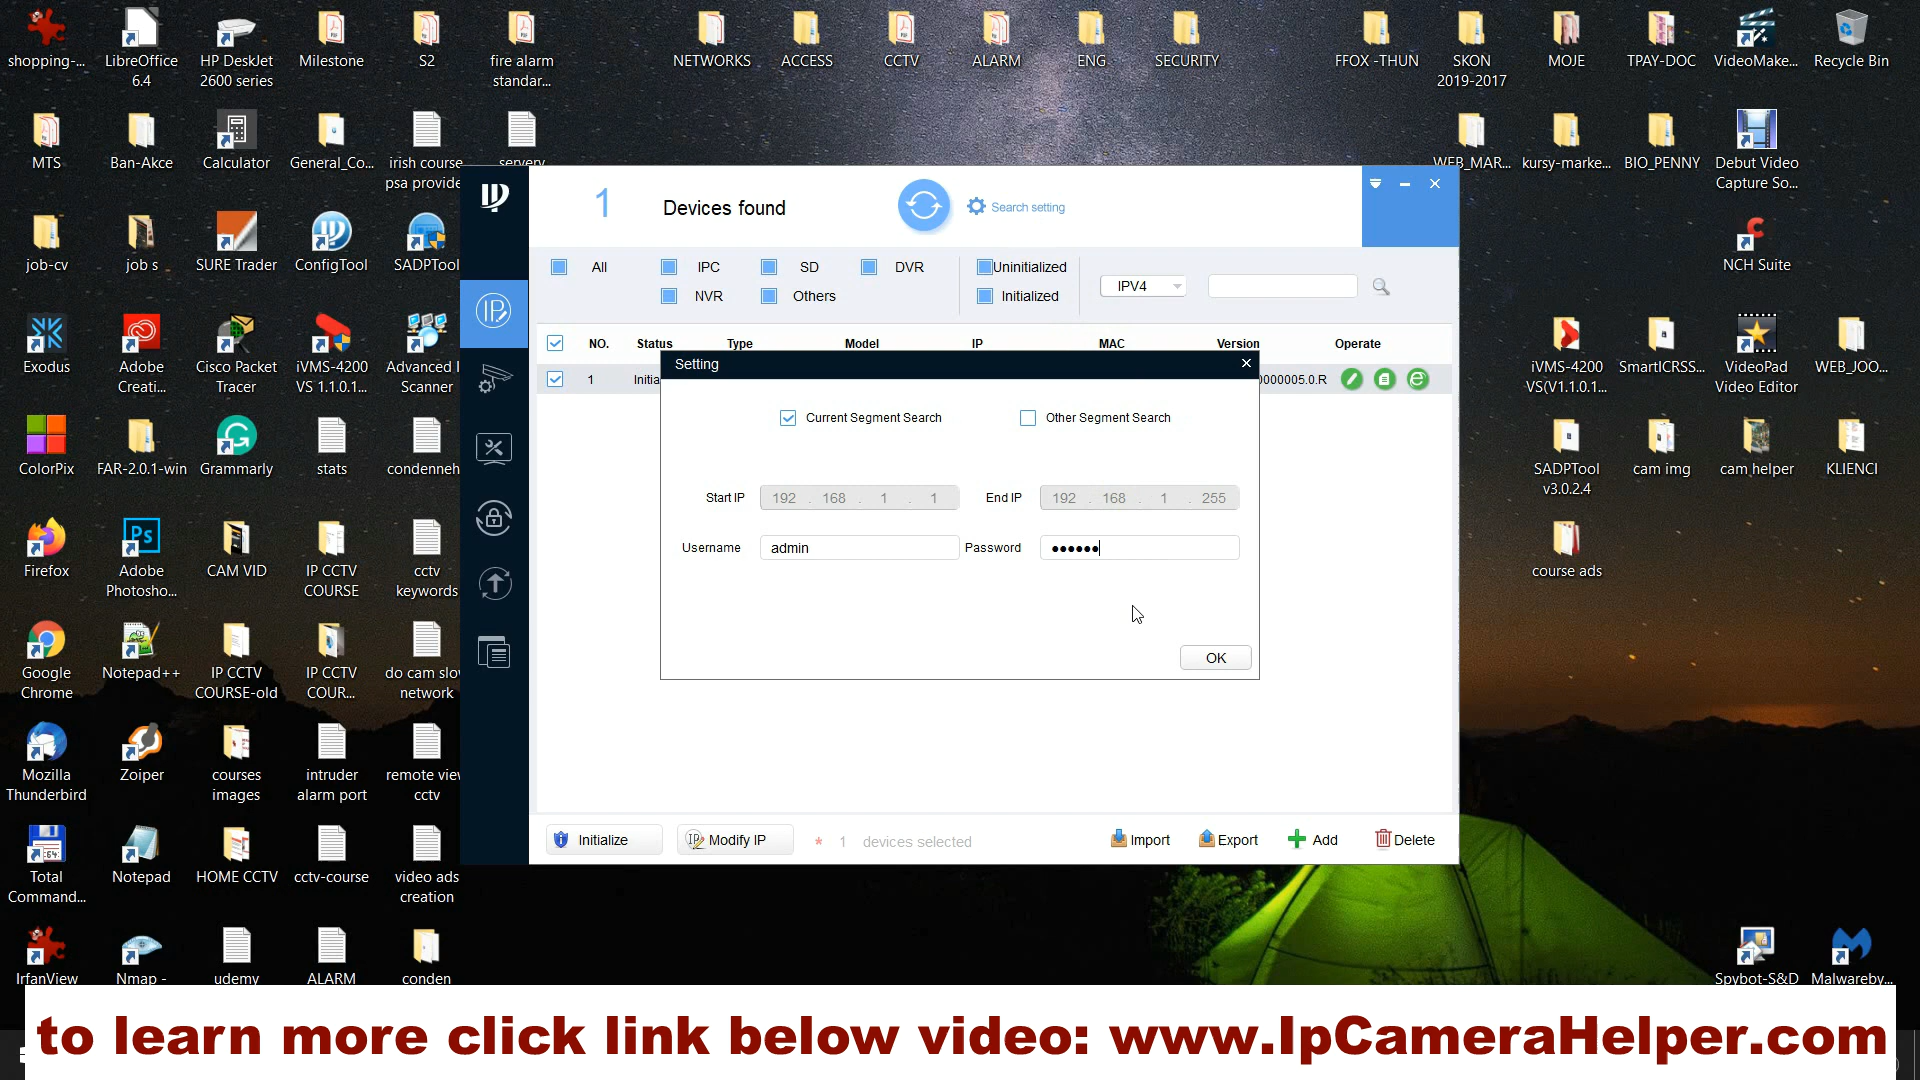 shopping-...
LibreOffice
6.4
HP DeskJet
2600 series
Milestone
S2
fire alarm
standar...
NETWORKS
ACCESS
CCTV
ALARM
ENG
SECURITY
FFOX -THUN
SKON
2019-2017
MOJE
TPAY-DOC
VideoMake...
Recycle Bin
MTS
Ban-Akce
Calculator
General_Co...
irish course
psa provide
servery
WEB_MAR...
kursy-marke...
BIO_PENNY
Debut Video
Capture So...
job-cv
job s
SURE Trader
ConfigTool
SADPTool
NCH Suite
Exodus
Adobe
Creati...
Cisco Packet
Tracer
iVMS-4200
VS 1.1.0.1...
Advanced I
Scanner
iVMS-4200
VS(V1.1.0.1...
SmartICRSS...
VideoPad
Video Editor
WEB_JOO...
ColorPix
FAR-2.0.1-win
Grammarly
stats
condenneh
SADPTool
v3.0.2.4
cam img
cam helper
KLIENCI
Firefox
Adobe
Photosho...
CAM VID
IP CCTV
COURSE
cctv
keywords
course ads
Google
Chrome
Notepad++
IP CCTV
COURSE-old
IP CCTV
COUR...
do cam slo
network
Mozilla
Thunderbird
Zoiper
courses
images
intruder
alarm port
remote vie
cctv
Total
Comman...
Notepad
HOME CCTV
cctv-course
video ads
creation
IrfanView
Nmap -
udemy
ALARM
conden
Spybot-S&D
Malwareby...
1 Devices found
Search setting
All IPC SD DVR Uninitialized
NVR Others Initialized
IPV4
NO. Status Type Model IP MAC Version Operate
1 Initia 0000005.0.R
Setting
Current Segment Search Other Segment Search
Start IP 192 . 168 . 1 . 1 End IP 192 . 168 . 1 . 255
Username admin Password ●●●●●●
OK
Initialize Modify IP * 1 devices selected Import Export Add Delete
to learn more click link below video: www.IpCameraHelper.com